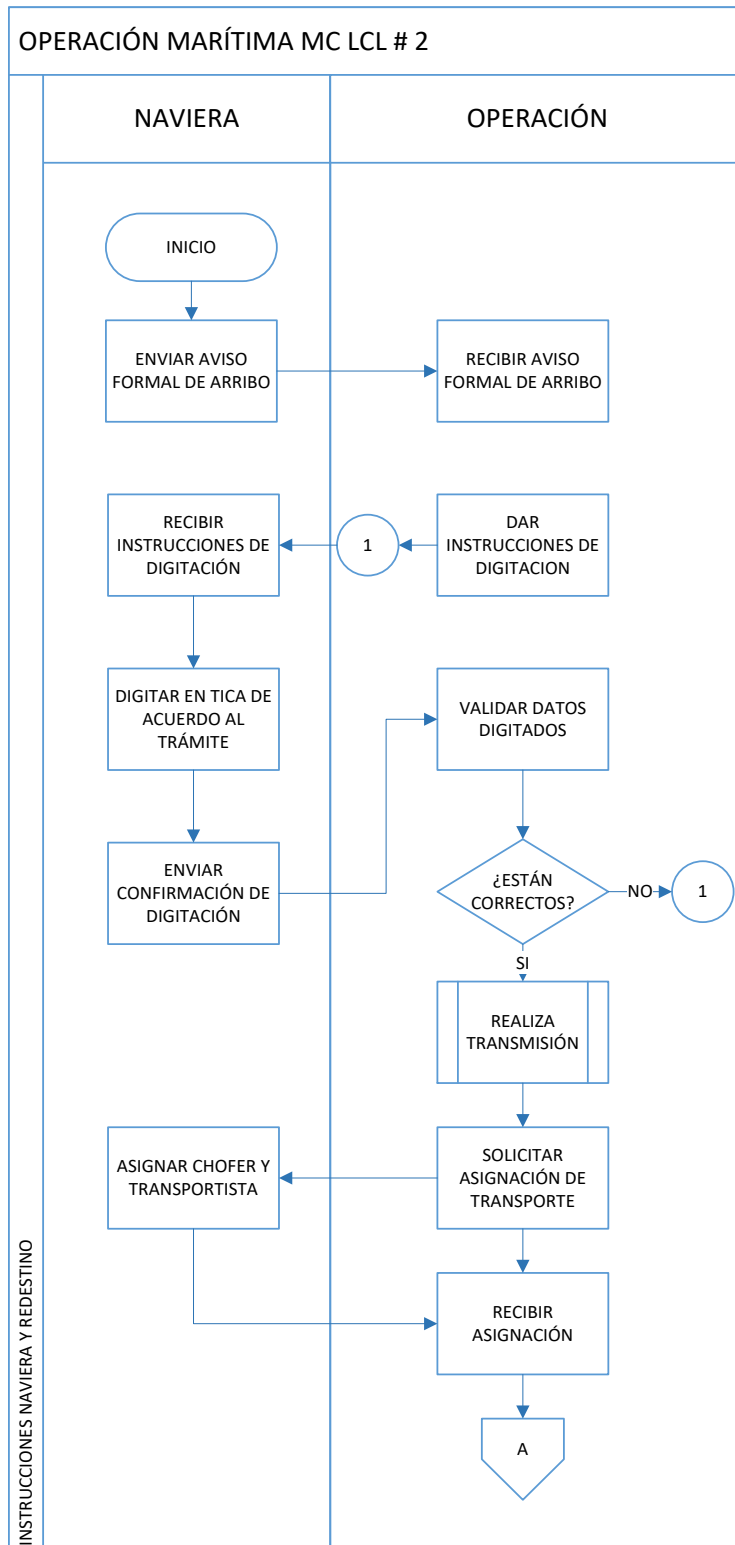 OPERACIÓN MARÍTIMA MC LCL # 2
NAVIERA
OPERACIÓN
INICIO
ENVIAR AVISO
FORMAL DE ARRIBO
RECIBIR AVISO
FORMAL DE ARRIBO
RECIBIR
INSTRUCCIONES DE
DIGITACIÓN
1
DAR
INSTRUCCIONES DE
DIGITACION
DIGITAR EN TICA DE
ACUERDO AL
TRÁMITE
VALIDAR DATOS
DIGITADOS
ENVIAR
CONFIRMACIÓN DE
DIGITACIÓN
¿ESTÁN
CORRECTOS?
NO
1
SI
REALIZA
TRANSMISIÓN
ASIGNAR CHOFER Y
TRANSPORTISTA
SOLICITAR
ASIGNACIÓN DE
TRANSPORTE
RECIBIR
ASIGNACIÓN
A
INSTRUCCIONES NAVIERA Y REDESTINO